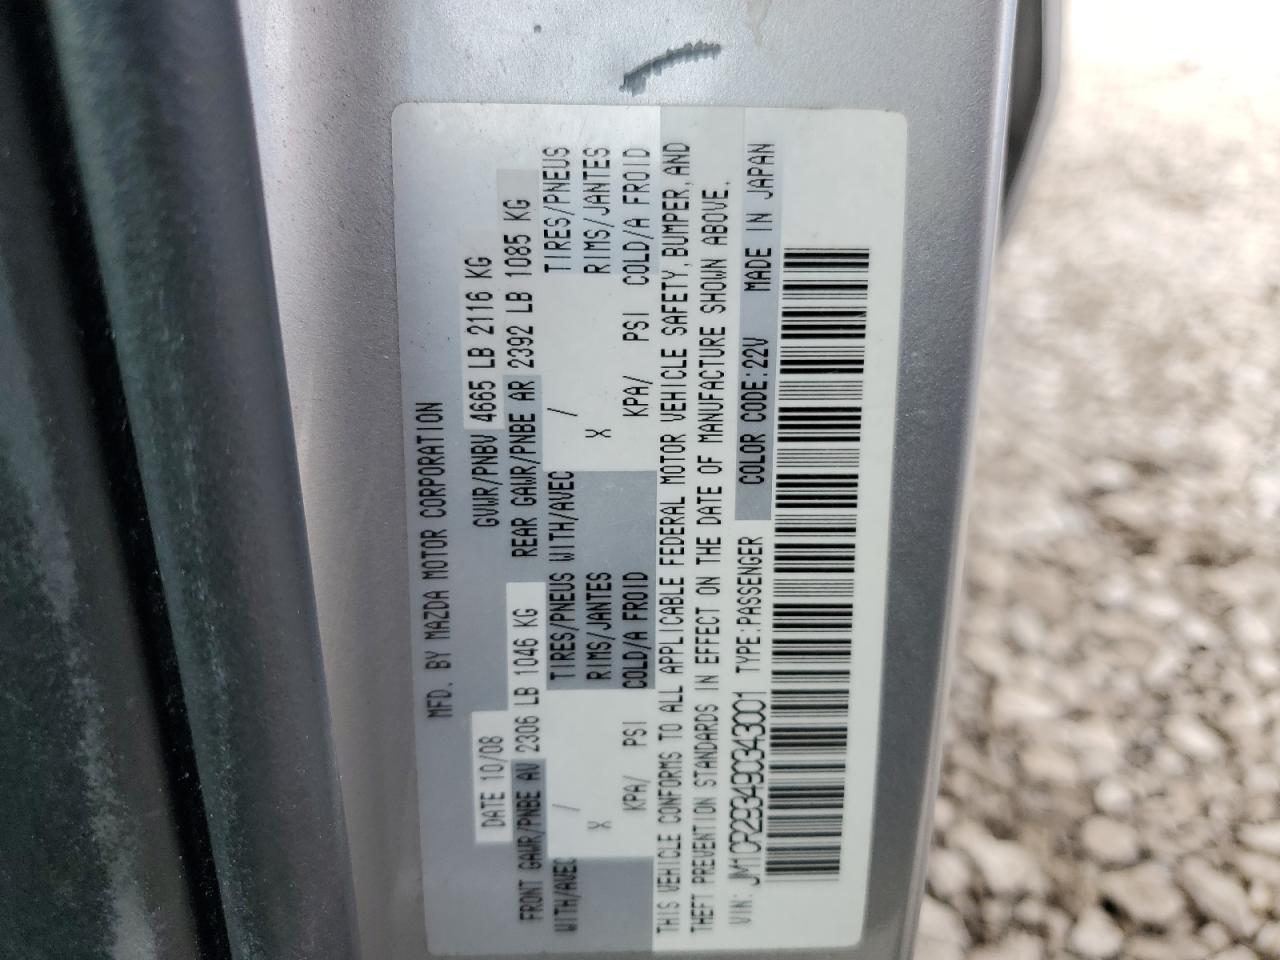 MFD. BY MAZDA MOTOR CORPORATION
DATE 10/08 GVWR/PNBV 4665 LB 2116 KG
FRONT GAWR/PNBE AV 2306 LB 1046 KG REAR GAWR/PNBE AR 2392 LB 1085 KG
WITH/AVEC / TIRES/PNEUS WITH/AVEC / TIRES/PNEUS
X RIMS/JANTES X RIMS/JANTES
KPA/ PSI COLD/A FROID KPA/ PSI COLD/A FROID
THIS VEHICLE CONFORMS TO ALL APPLICABLE FEDERAL MOTOR VEHICLE SAFETY, BUMPER, AND
THEFT PREVENTION STANDARDS IN EFFECT ON THE DATE OF MANUFACTURE SHOWN ABOVE.
VIN: JM1CR293490343001 TYPE:PASSENGER COLOR CODE:22V MADE IN JAPAN